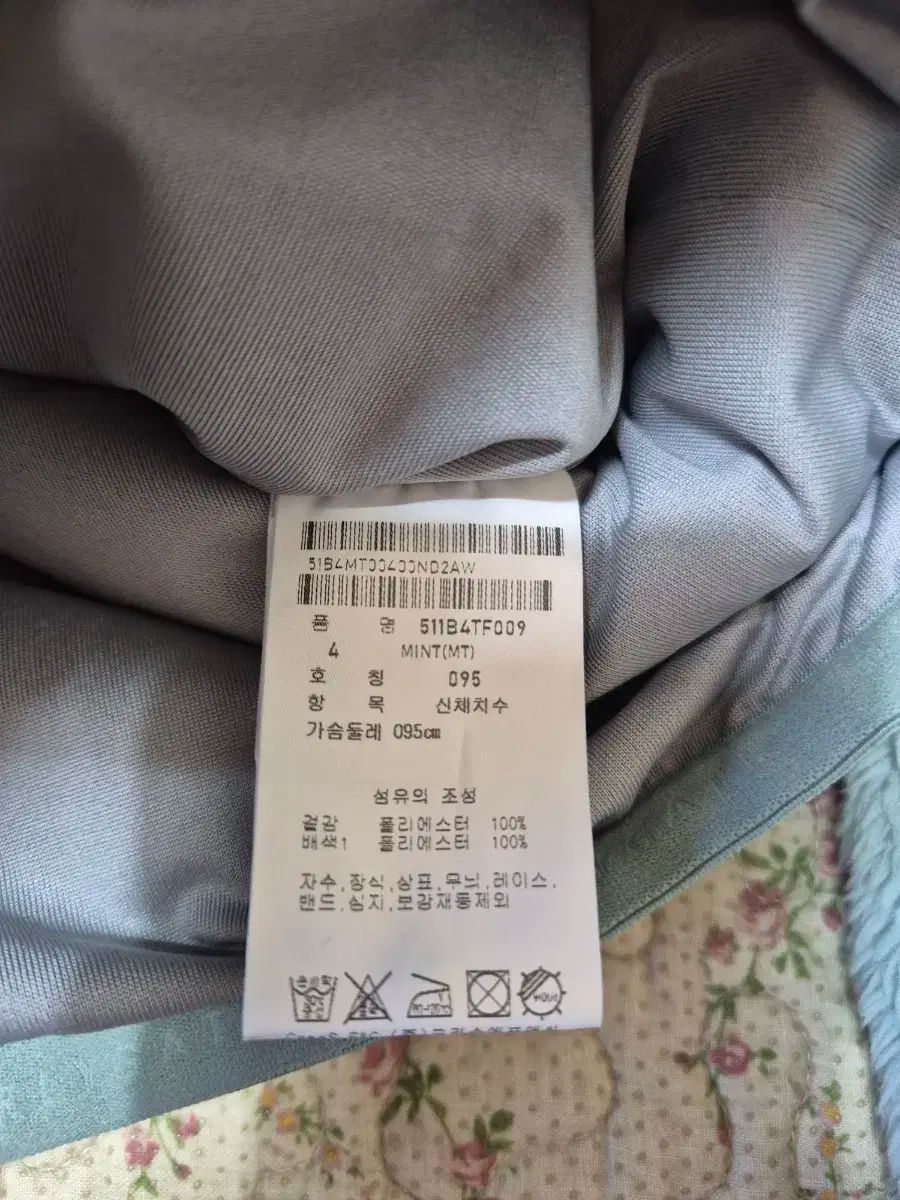 51B4MT00400ND2AW
품 명 511B4TF009
4 MINT(MT)
호 칭 095
항 목 신체치수
가슴둘레 095cm
섬유의 조성
겉감 폴리에스터 100%
배색1 폴리에스터 100%
자수,장식,상표,무늬,레이스,
밴드,심지,보강재등제외